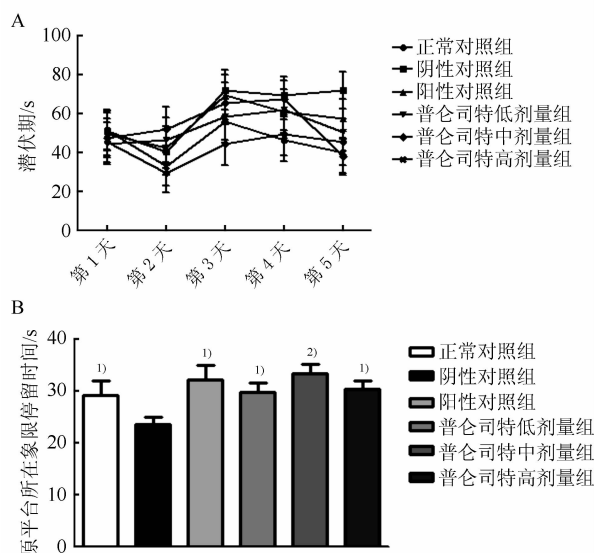 A
100
80
60
40
20
0
潜伏期/s
第1天
第2天
第3天
第4天
第5天
正常对照组
阴性对照组
阳性对照组
普仑司特低剂量组
普仑司特中剂量组
普仑司特高剂量组
B
40
30
20
10
0
原平台所在象限停留时间/s
1)
1)
1)
2)
1)
正常对照组
阴性对照组
阳性对照组
普仑司特低剂量组
普仑司特中剂量组
普仑司特高剂量组